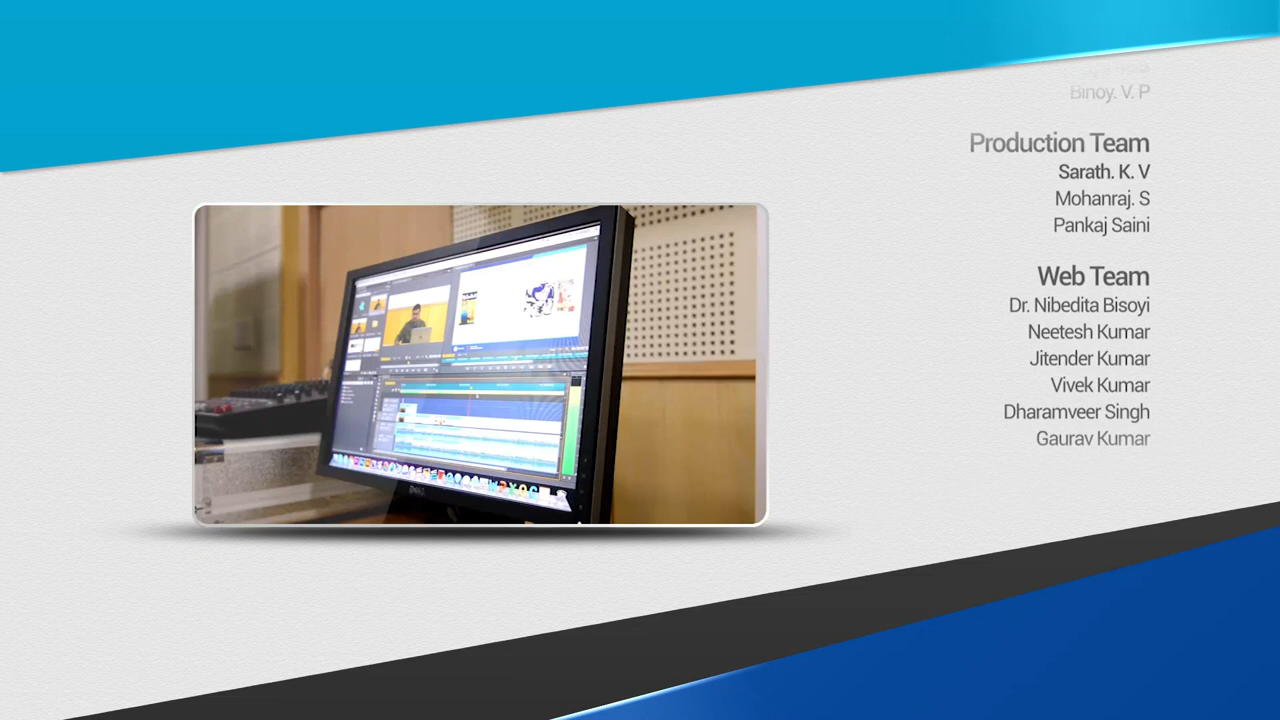 Binoy. V. P
Production Team
Sarath. K. V
Mohanraj. S
Pankaj Saini
Web Team
Dr. Nibedita Bisoyi
Neetesh Kumar
Jitender Kumar
Vivek Kumar
Dharamveer Singh
Gaurav Kumar
DELL